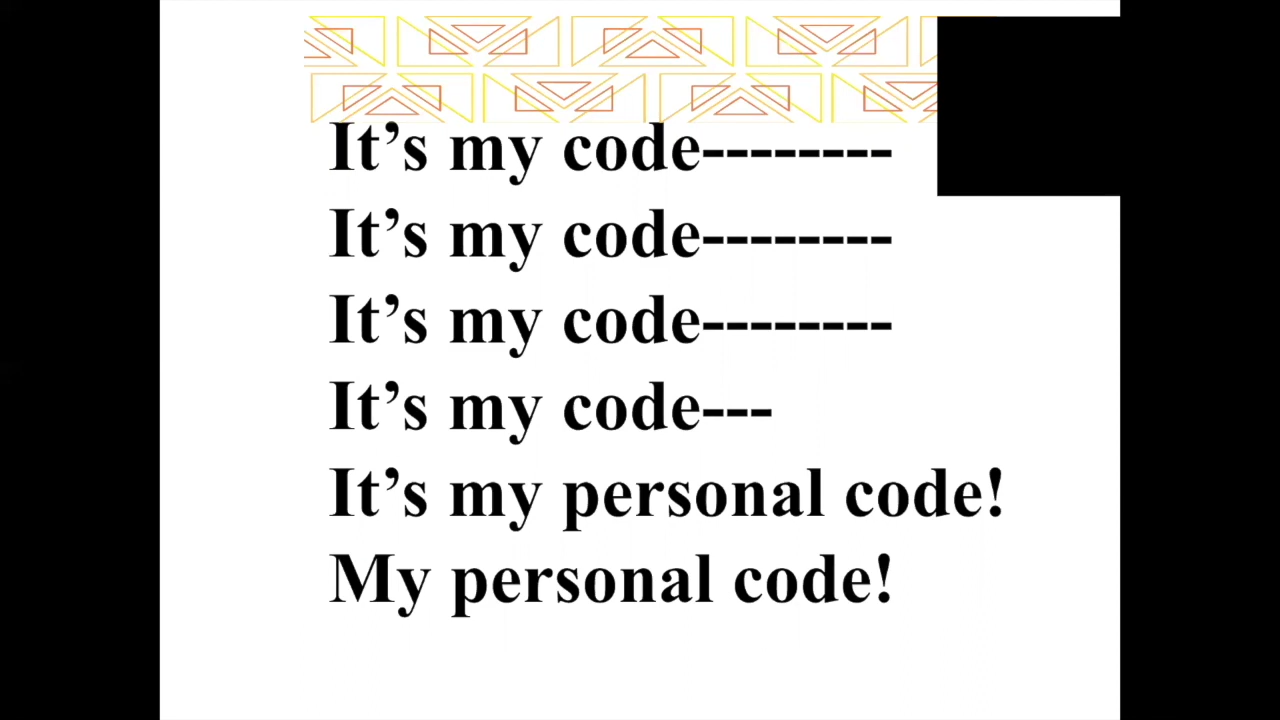 It’s my code--------
It’s my code--------
It’s my code--------
It’s my code---
It’s my personal code!
My personal code!